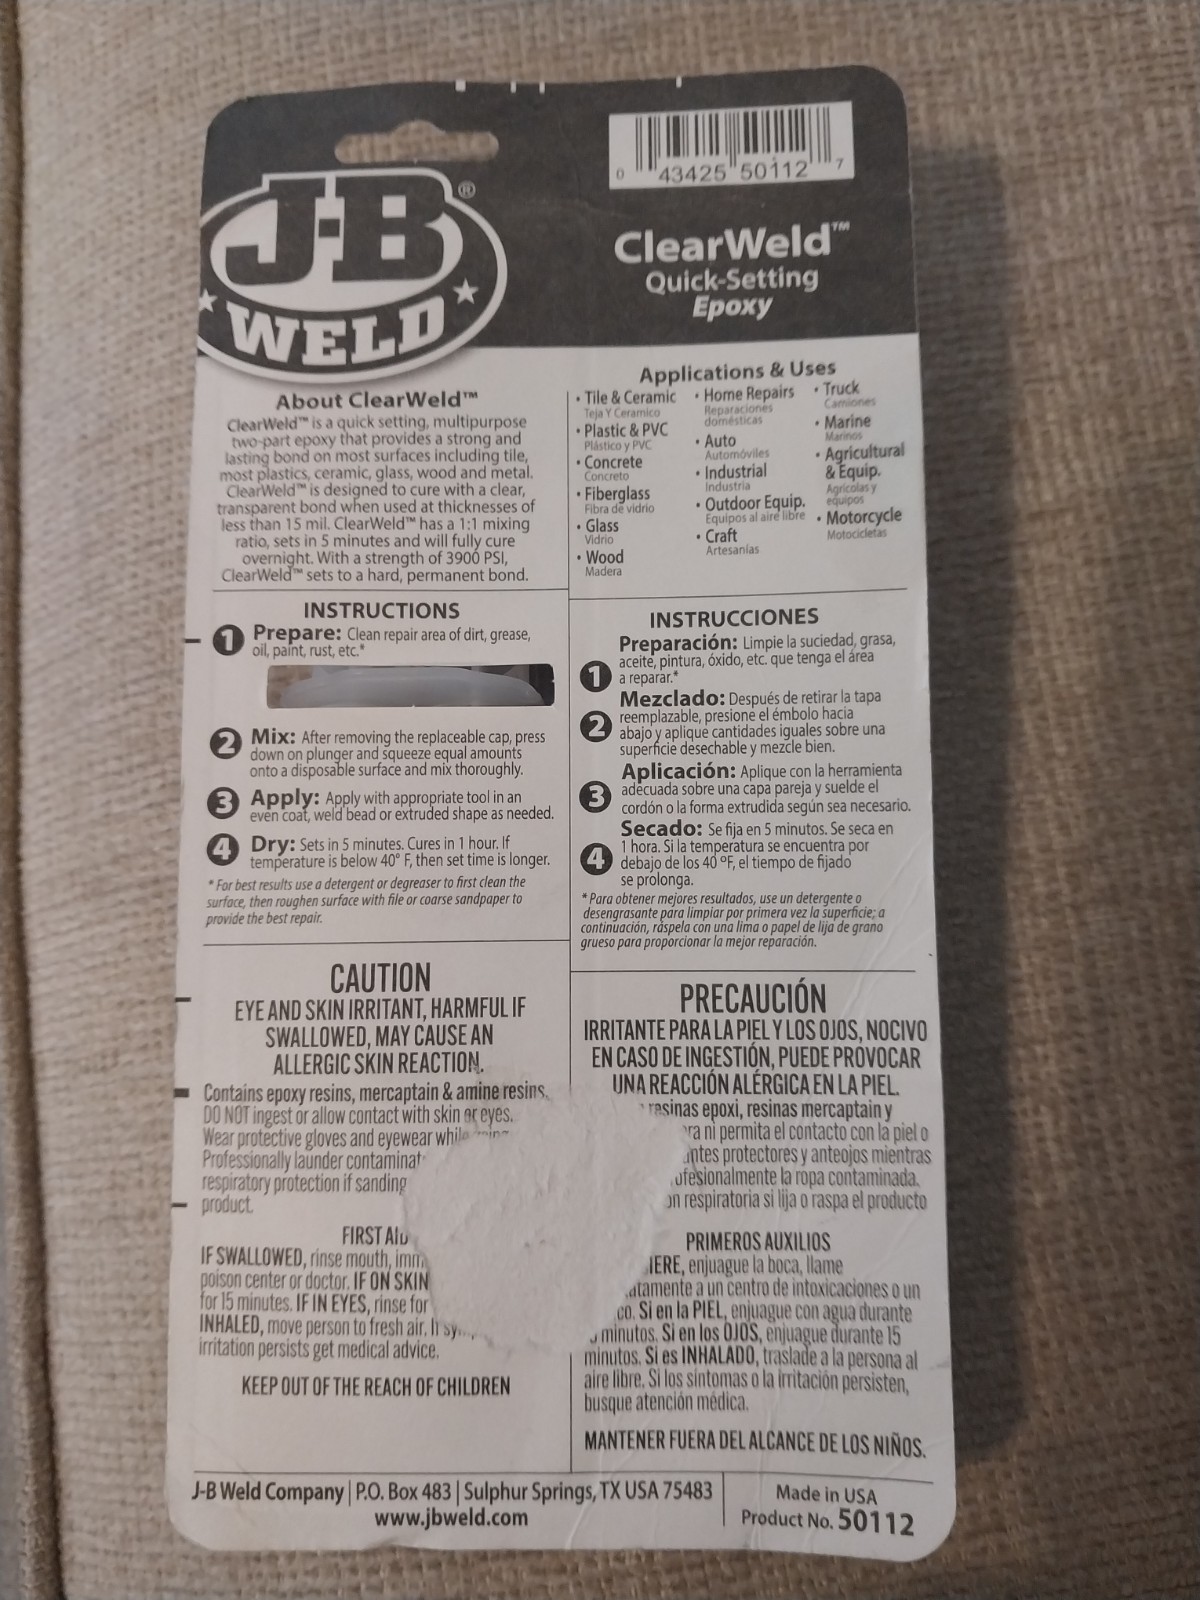 J-B®
WELD
0 43425 50112 7
ClearWeld™
Quick-Setting
Epoxy
About ClearWeld™
ClearWeld™ is a quick setting, multipurpose
two-part epoxy that provides a strong and
lasting bond on most surfaces including tile,
most plastics, ceramic, glass, wood and metal.
ClearWeld™ is designed to cure with a clear,
transparent bond when used at thicknesses of
less than 15 mil. ClearWeld™ has a 1:1 mixing
ratio, sets in 5 minutes and will fully cure
overnight. With a strength of 3900 PSI,
ClearWeld™ sets to a hard, permanent bond.
Applications & Uses
• Tile & Ceramic
Teja Y Ceramico
• Plastic & PVC
Plástico y PVC
• Concrete
Concreto
• Fiberglass
Fibra de vidrio
• Glass
Vidrio
• Wood
Madera
• Home Repairs
Reparaciones
domésticas
• Auto
Automóviles
• Industrial
Industria
• Outdoor Equip.
Equipos al aire libre
• Craft
Artesanías
• Truck
Camiones
• Marine
Marinos
• Agricultural
& Equip.
Agrícolas y
equipos
• Motorcycle
Motocicletas
INSTRUCTIONS
1 Prepare: Clean repair area of dirt, grease,
oil, paint, rust, etc.*
2 Mix: After removing the replaceable cap, press
down on plunger and squeeze equal amounts
onto a disposable surface and mix thoroughly.
3 Apply: Apply with appropriate tool in an
even coat, weld bead or extruded shape as needed.
4 Dry: Sets in 5 minutes. Cures in 1 hour. If
temperature is below 40° F, then set time is longer.
* For best results use a detergent or degreaser to first clean the
surface, then roughen surface with file or coarse sandpaper to
provide the best repair.
INSTRUCCIONES
1 Preparación: Limpie la suciedad, grasa,
aceite, pintura, óxido, etc. que tenga el área
a reparar.*
2 Mezclado: Después de retirar la tapa
reemplazable, presione el émbolo hacia
abajo y aplique cantidades iguales sobre una
superficie desechable y mezcle bien.
3 Aplicación: Aplique con la herramienta
adecuada sobre una capa pareja y suelde el
cordón o la forma extrudida según sea necesario.
4 Secado: Se fija en 5 minutos. Se seca en
1 hora. Si la temperatura se encuentra por
debajo de los 40 ºF, el tiempo de fijado
se prolonga.
* Para obtener mejores resultados, use un detergente o
desengrasante para limpiar por primera vez la superficie; a
continuación, ráspela con una lima o papel de lija de grano
grueso para proporcionar la mejor reparación.
CAUTION
EYE AND SKIN IRRITANT, HARMFUL IF
SWALLOWED, MAY CAUSE AN
ALLERGIC SKIN REACTION.
Contains epoxy resins, mercaptain & amine resins.
DO NOT ingest or allow contact with skin or eyes.
Wear protective gloves and eyewear while
Professionally launder
respiratory protection if sanding
product.
FIRST AID
IF SWALLOWED, rinse mouth,
poison center or doctor. IF ON SKIN
for 15 minutes. IF IN EYES, rinse for
INHALED, move person to fresh air. If
irritation persists get medical advice.
KEEP OUT OF THE REACH OF CHILDREN
PRECAUCIÓN
IRRITANTE PARA LA PIEL Y LOS OJOS, NOCIVO
EN CASO DE INGESTIÓN, PUEDE PROVOCAR
UNA REACCIÓN ALÉRGICA EN LA PIEL.
resinas epoxi, resinas mercaptain y
ni permita el contacto con la piel o
protectores y anteojos mientras
la ropa contaminada.
respiratoria si lija o raspa el producto
PRIMEROS AUXILIOS
enjuague la boca, llame
a un centro de intoxicaciones o un
Si en la PIEL, enjuague con agua durante
minutos. Si en los OJOS, enjuague durante 15
minutos. Si es INHALADO, traslade a la persona al
aire libre. Si los síntomas o la irritación persisten,
busque atención médica.
MANTENER FUERA DEL ALCANCE DE LOS NIÑOS.
J-B Weld Company | P.O. Box 483 | Sulphur Springs, TX USA 75483
www.jbweld.com
Made in USA
Product No. 50112